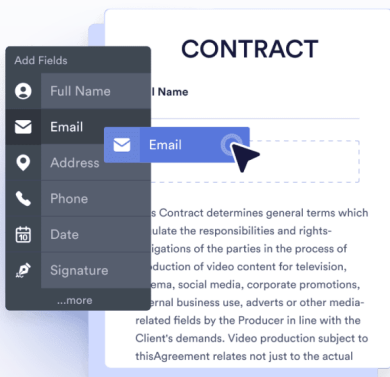 CONTRACT
Add Fields
Full Name
l Name
Email
Email
Address
Phone
Date
10
Signature
...more
s Contract determines general terms which
ulate the responsibilities and rights-
igations of the parties in the process of
duction of video content for television,
ema, social media, corporate promotions,
rnal business use, adverts or other media-
related fields by the Producer in line with the
Client's demands. Video production subject to
thisAgreement relates not just to the actual